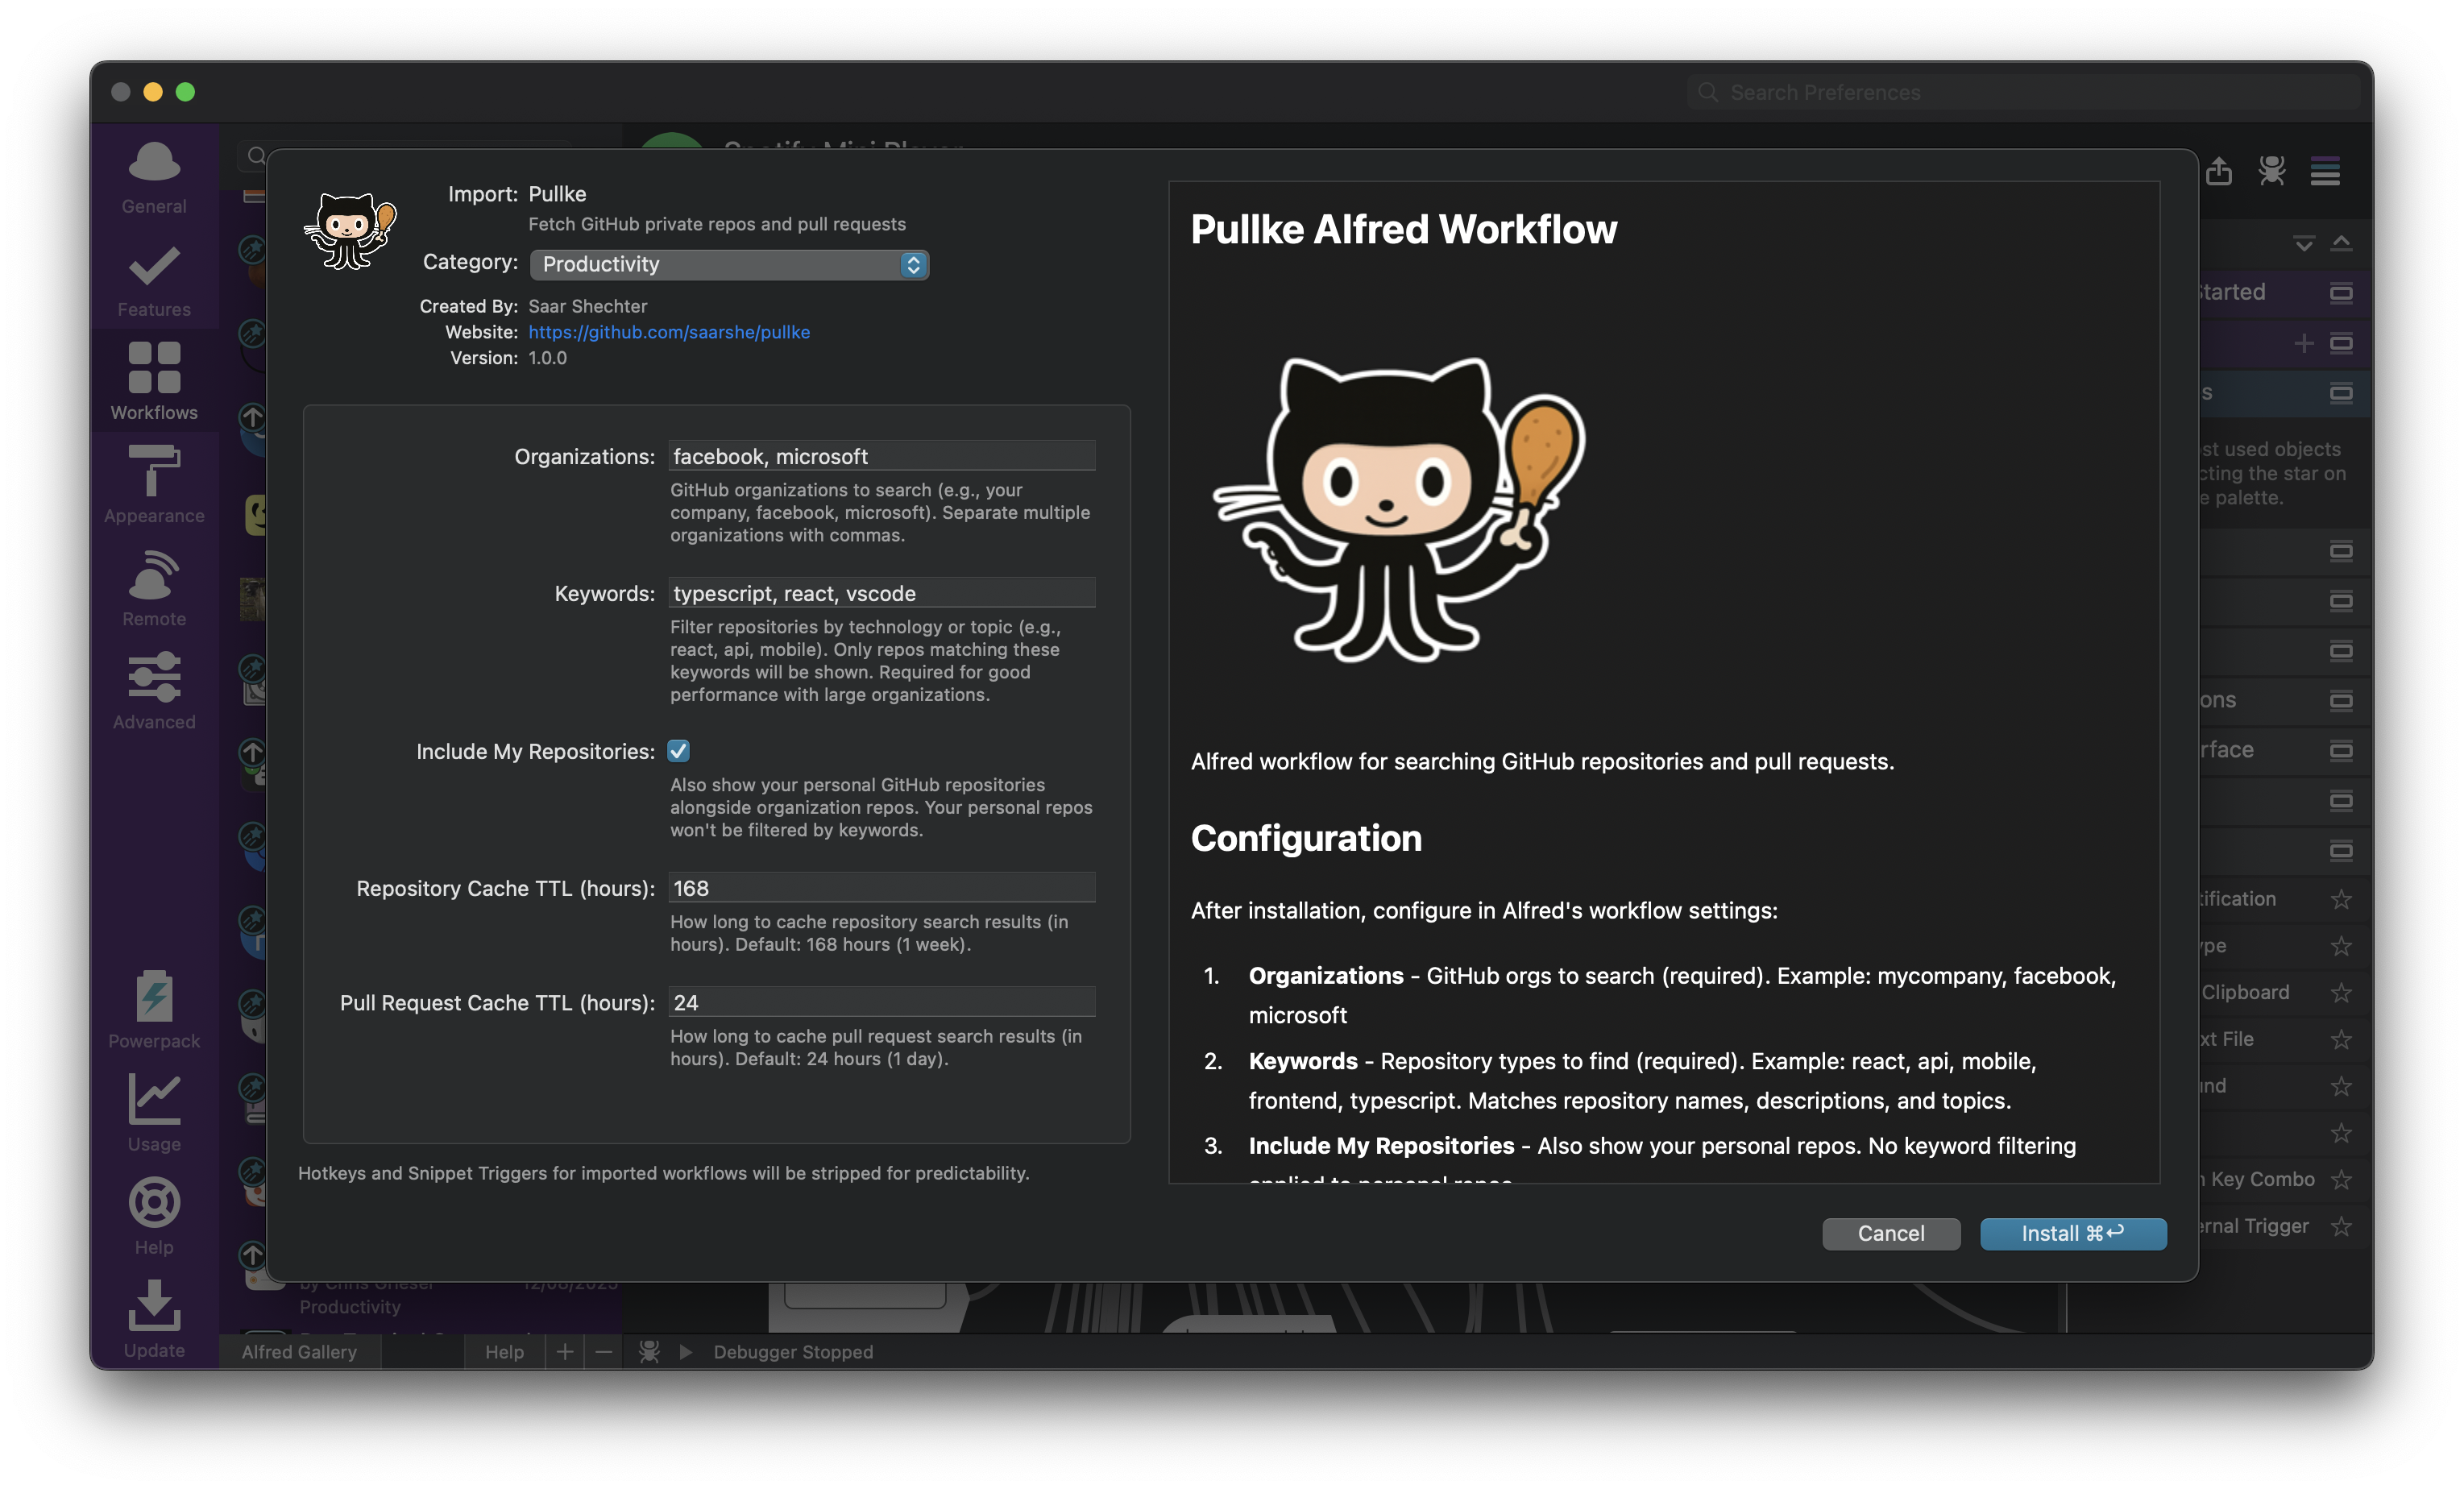 Search Preferences
General
Features
Workflows
Appearance
Remote
Advanced
Powerpack
Usage
Help
Update
Spotify Mini Player
Import: Pullke
Fetch GitHub private repos and pull requests
Category: Productivity
Created By: Saar Shechter
Website: https://github.com/saarshe/pullke
Version: 1.0.0
Organizations: facebook, microsoft
GitHub organizations to search (e.g., your
company, facebook, microsoft). Separate multiple
organizations with commas.
Keywords: typescript, react, vscode
Filter repositories by technology or topic (e.g.,
react, api, mobile). Only repos matching these
keywords will be shown. Required for good
performance with large organizations.
Include My Repositories:
Also show your personal GitHub repositories
alongside organization repos. Your personal repos
won't be filtered by keywords.
Repository Cache TTL (hours): 168
How long to cache repository search results (in
hours). Default: 168 hours (1 week).
Pull Request Cache TTL (hours): 24
How long to cache pull request search results (in
hours). Default: 24 hours (1 day).
Hotkeys and Snippet Triggers for imported workflows will be stripped for predictability.
Pullke Alfred Workflow
Alfred workflow for searching GitHub repositories and pull requests.
Configuration
After installation, configure in Alfred's workflow settings:
1. Organizations - GitHub orgs to search (required). Example: mycompany, facebook,
microsoft
2. Keywords - Repository types to find (required). Example: react, api, mobile,
frontend, typescript. Matches repository names, descriptions, and topics.
3. Include My Repositories - Also show your personal repos. No keyword filtering
applied to personal repos
Cancel
Install ⌘↩
Started
used objects
the star on
palette.
Clipboard
File
Key Combo
Trigger
by Chris Grieser
Productivity
Alfred Gallery
Help
Debugger Stopped